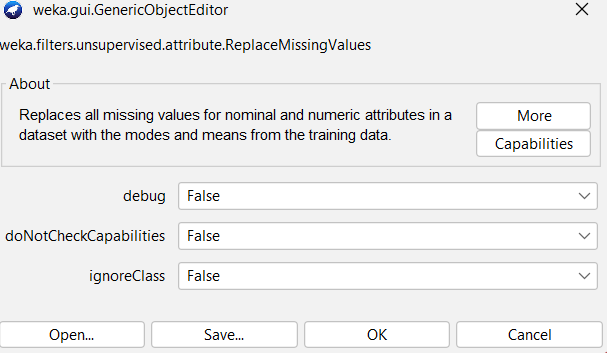 weka.gui.GenericObjectEditor
weka.filters.unsupervised.attribute.ReplaceMissingValues
About
Replaces all missing values for nominal and numeric attributes in a
dataset with the modes and means from the training data.
More
Capabilities
debug False
doNotCheckCapabilities False
ignoreClass False
Open... Save... OK Cancel